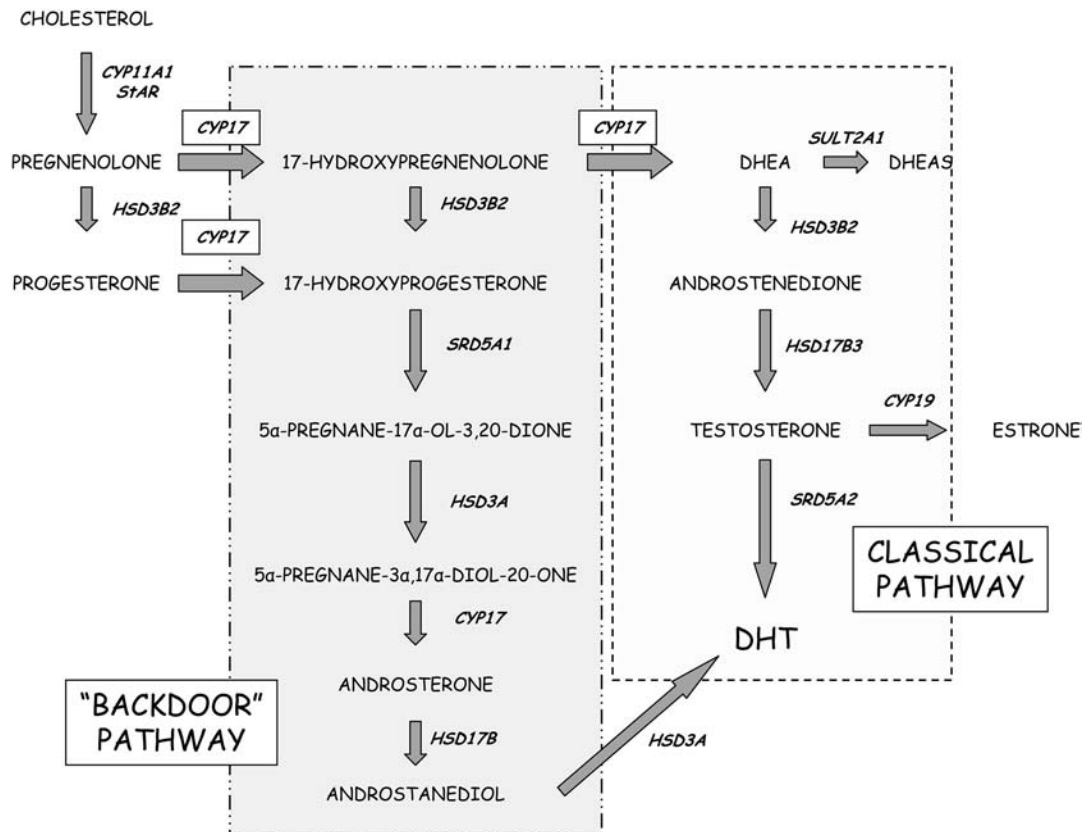 CHOLESTEROL
CYP11A1
StAR
CYP17
CYP17
SULT2A1
PREGNENOLONE
17-HYDROXYPREGNENOLONE
DHEA
DHEAS
HSD3B2
HSD3B2
HSD3B2
CYP17
PROGESTERONE
17-HYDROXYPROGESTERONE
ANDROSTENEDIONE
SRD5A1
HSD17B3
CYP19
5α-PREGNANE-17α-OL-3,20-DIONE
TESTOSTERONE
ESTRONE
HSD3A
SRD5A2
CLASSICAL
PATHWAY
5α-PREGNANE-3α,17α-DIOL-20-ONE
CYP17
DHT
ANDROSTERONE
"BACKDOOR"
PATHWAY
HSD17B
HSD3A
ANDROSTANEDIOL